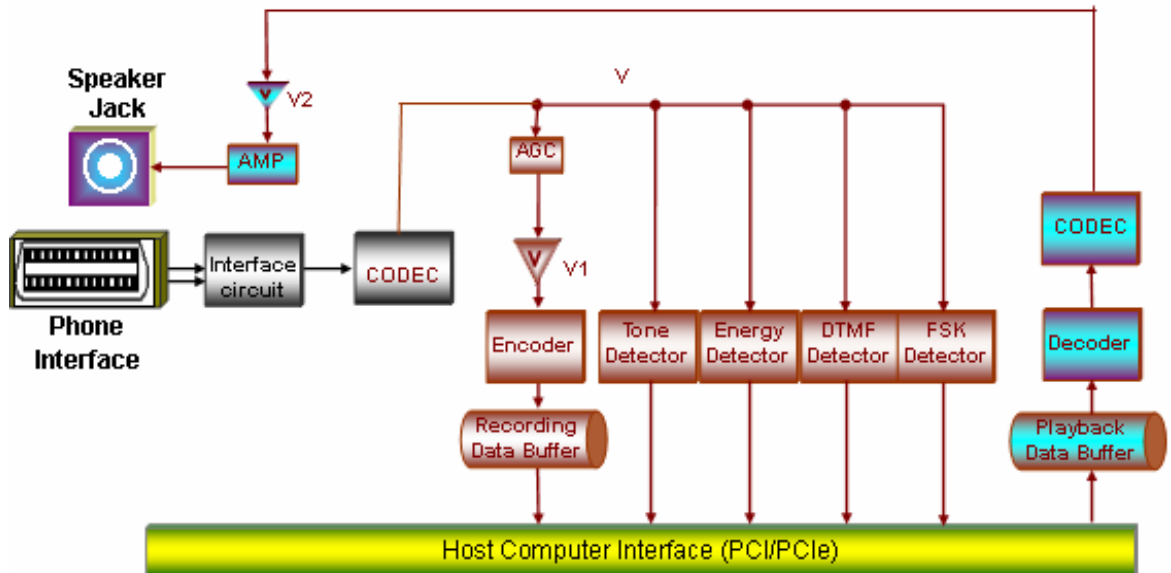 V
Speaker
Jack
V
V2
AMP
AGC
CODEC
Interface
circuit
CODEC
V
V1
Phone
Interface
Encoder
Tone
Detector
Energy
Detector
DTMF
Detector
FSK
Detector
Decoder
Recording
Data Buffer
Playback
Data Buffer
Host Computer Interface (PCI/PCIe)